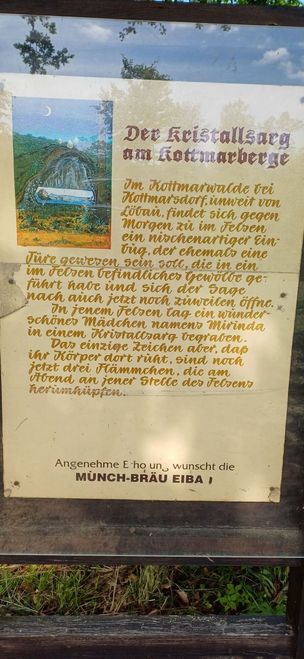 Der Kristallsarg
am Kottmarberge
Im Kottmarwalde bei
Kottmarsdorf, unweit von
Löbau, findet sich gegen
Morgen zu im Felsen
ein nischenartiger Ein-
bug, der ehemals eine
Türe gewesen sein soll, die in ein
im Felsen befindliches Gewölbe ge-
führt habe und sich der Sage
nach auch jetzt noch zuweilen öffne.
In jenem Felsen lag ein wunder-
schönes Mädchen namens Mirinda
in einem Kristallsarg begraben.
Das einzige Zeichen aber, daß
ihr Körper dort ruht, sind noch
jetzt drei Flämmchen, die am
Abend an jener Stelle des Felsens
herumhüpfen.
Angenehme E ho un wunscht die
MÜNCH-BRÄU EIBA